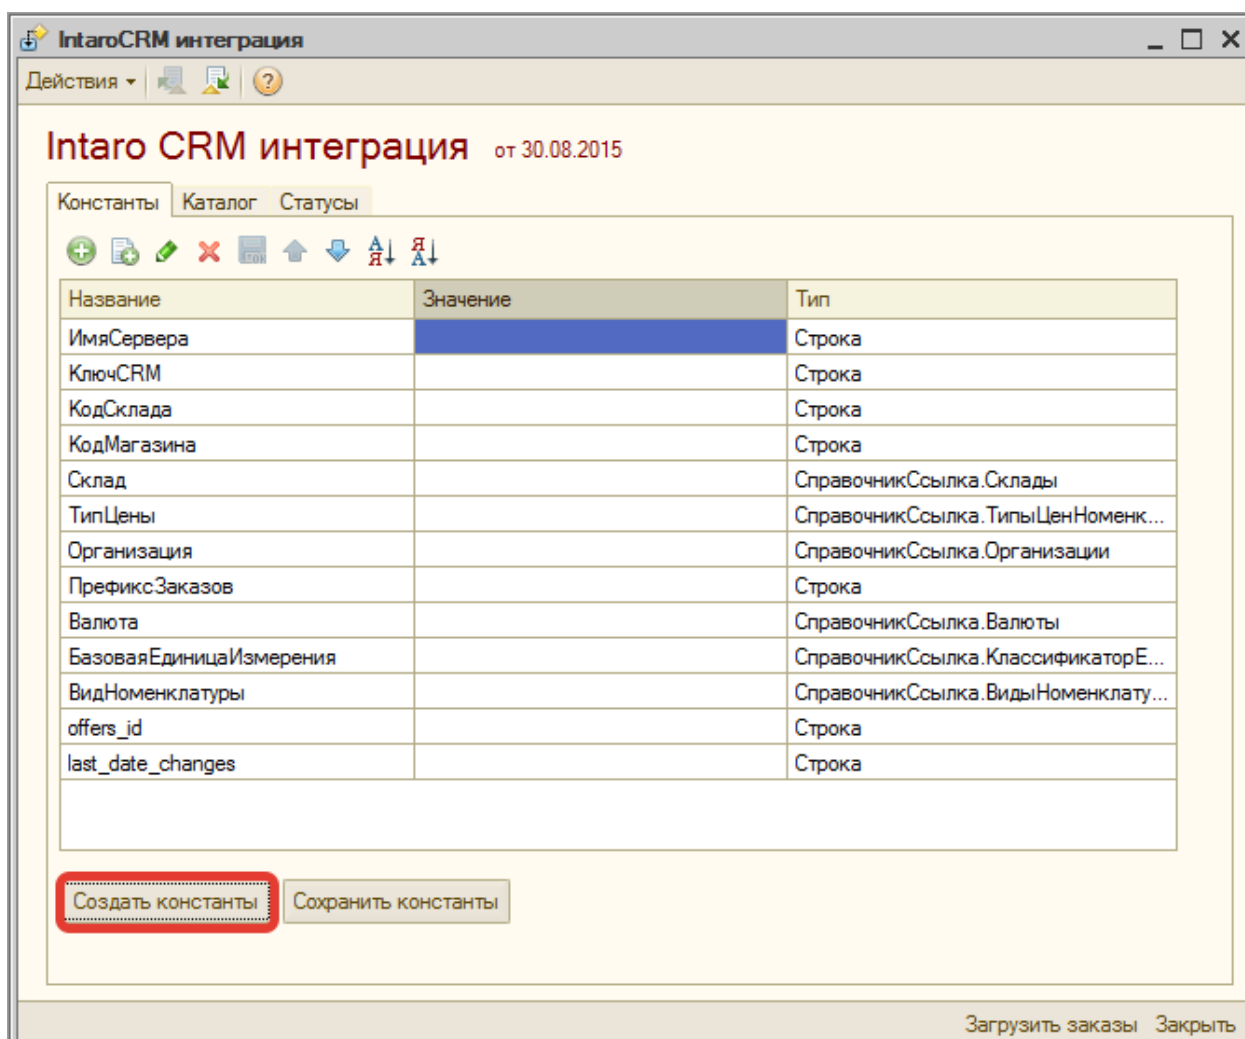 IntaroCRM интеграция
Действия
Intaro CRM интеграция от 30.08.2015
Константы Каталог Статусы
Название Значение Тип
ИмяСервера Строка
КлючCRM Строка
КодСклада Строка
КодМагазина Строка
Склад СправочникСсылка.Склады
ТипЦены СправочникСсылка.ТипыЦенНоменк...
Организация СправочникСсылка.Организации
ПрефиксЗаказов Строка
Валюта СправочникСсылка.Валюты
БазоваяЕдиницаИзмерения СправочникСсылка.КлассификаторЕ...
ВидНоменклатуры СправочникСсылка.ВидыНоменклату...
offers_id Строка
last_date_changes Строка
Создать константы Сохранить константы
Загрузить заказы Закрыть